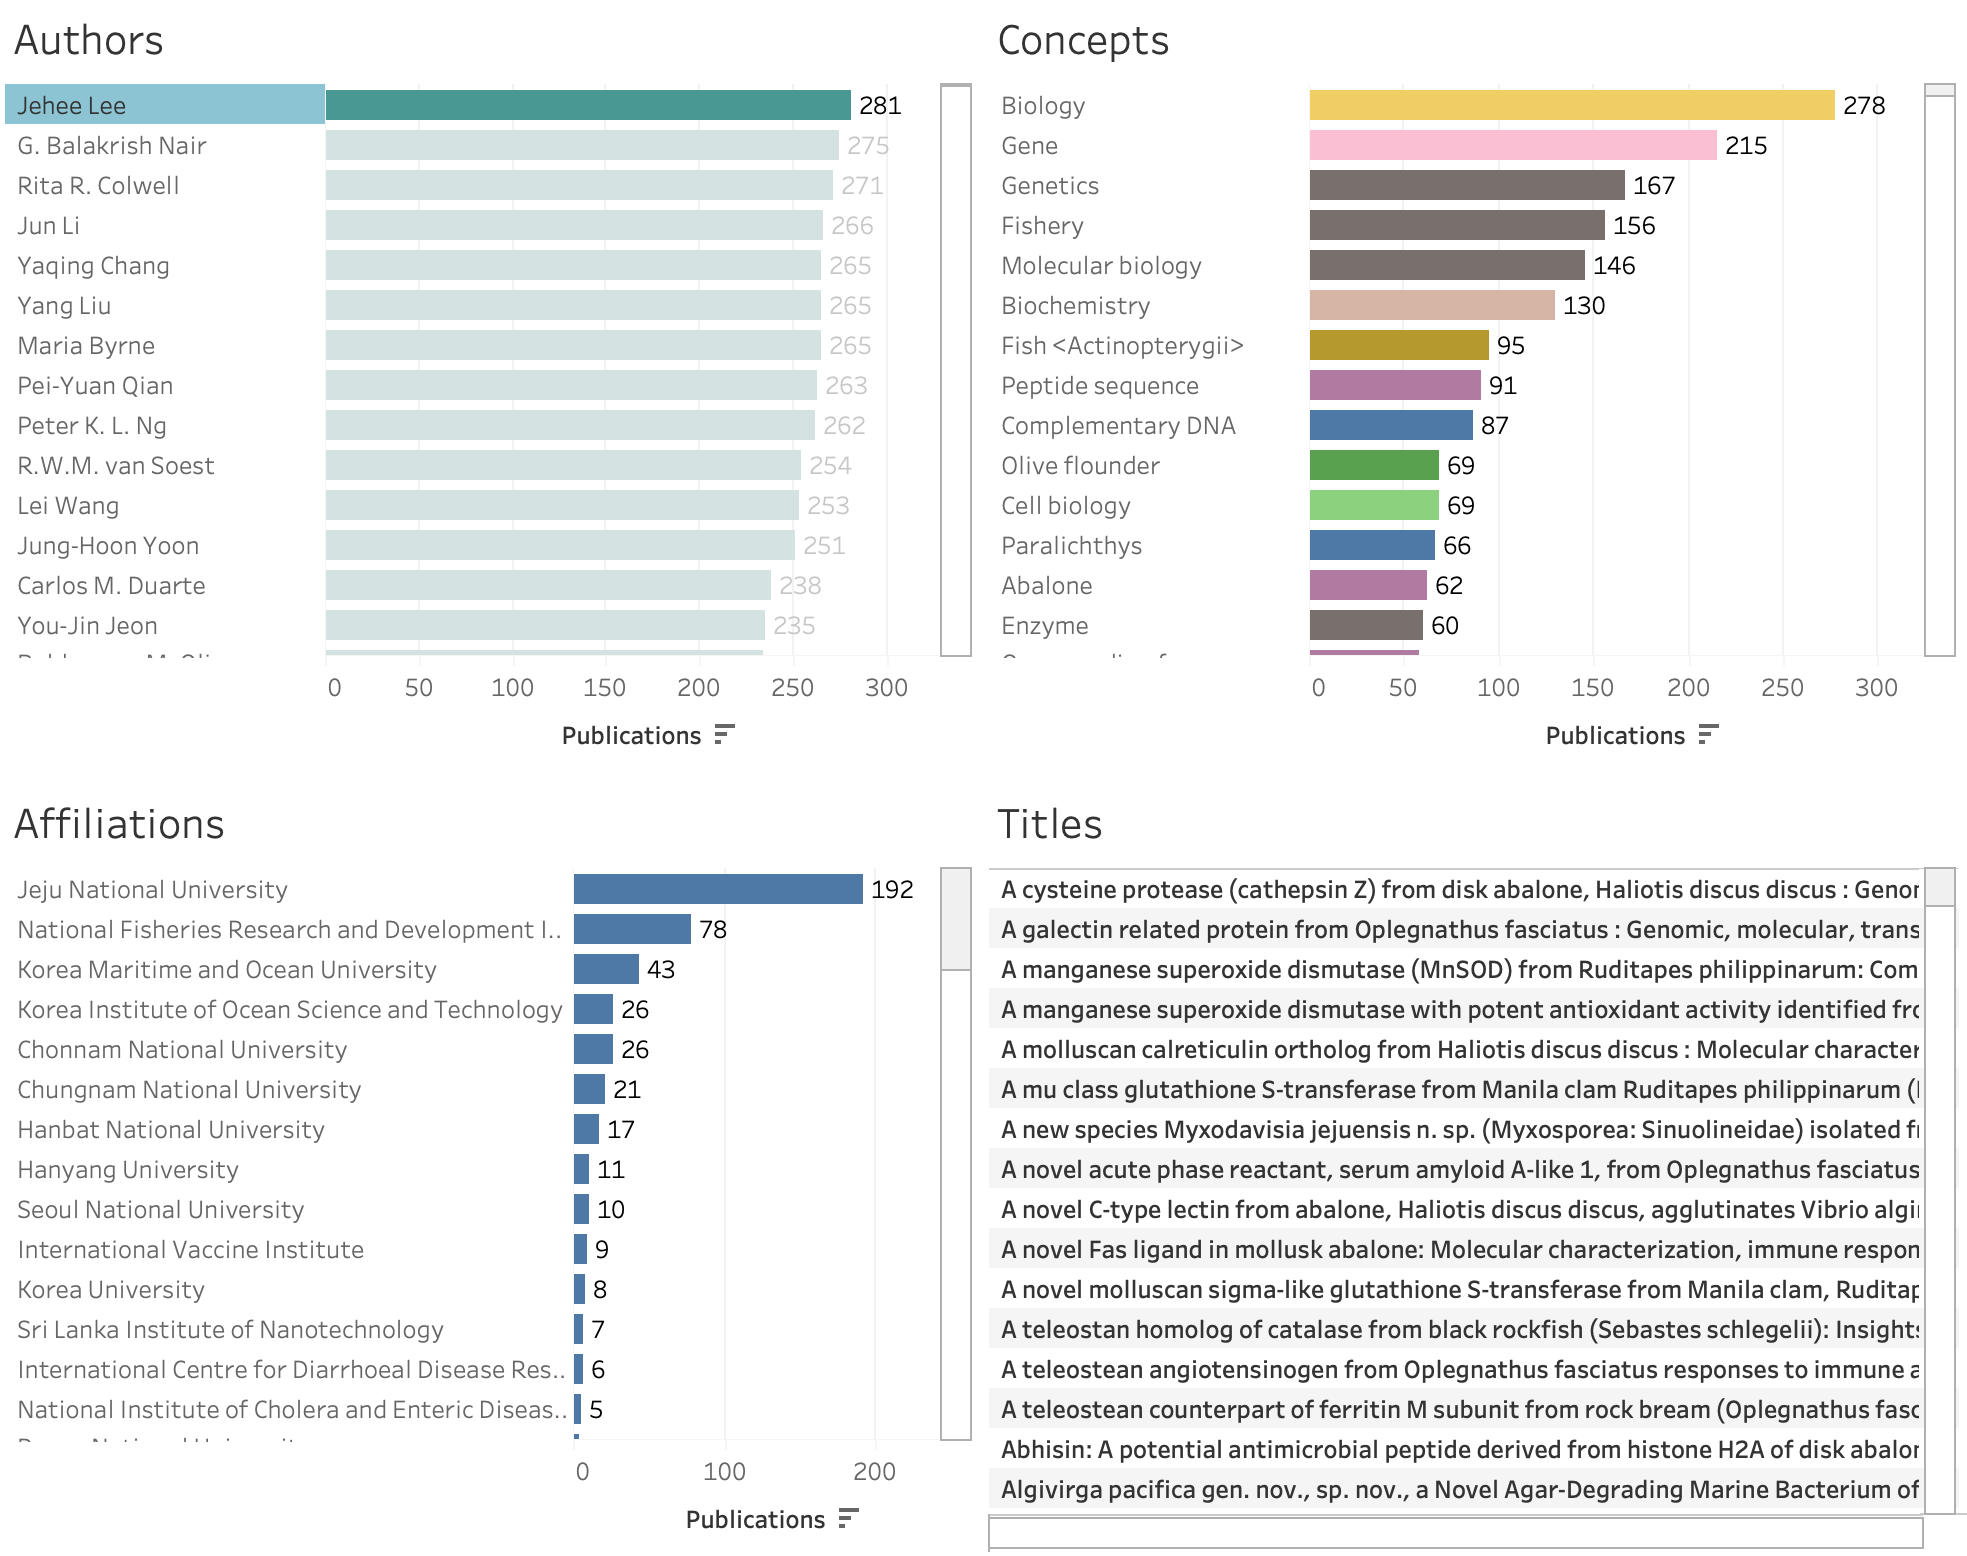 Authors
Jehee Lee 281
G. Balakrish Nair 275
Rita R. Colwell 271
Jun Li 266
Yaqing Chang 265
Yang Liu 265
Maria Byrne 265
Pei-Yuan Qian 263
Peter K. L. Ng 262
R.W.M. van Soest 254
Lei Wang 253
Jung-Hoon Yoon 251
Carlos M. Duarte 238
You-Jin Jeon 235
0 50 100 150 200 250 300
Publications
Concepts
Biology 278
Gene 215
Genetics 167
Fishery 156
Molecular biology 146
Biochemistry 130
Fish <Actinopterygii> 95
Peptide sequence 91
Complementary DNA 87
Olive flounder 69
Cell biology 69
Paralichthys 66
Abalone 62
Enzyme 60
0 50 100 150 200 250 300
Publications
Affiliations
Jeju National University 192
National Fisheries Research and Development I.. 78
Korea Maritime and Ocean University 43
Korea Institute of Ocean Science and Technology 26
Chonnam National University 26
Chungnam National University 21
Hanbat National University 17
Hanyang University 11
Seoul National University 10
International Vaccine Institute 9
Korea University 8
Sri Lanka Institute of Nanotechnology 7
International Centre for Diarrhoeal Disease Res.. 6
National Institute of Cholera and Enteric Diseas.. 5
0 100 200
Publications
Titles
A cysteine protease (cathepsin Z) from disk abalone, Haliotis discus discus : Genor
A galectin related protein from Oplegnathus fasciatus : Genomic, molecular, trans
A manganese superoxide dismutase (MnSOD) from Ruditapes philippinarum: Com
A manganese superoxide dismutase with potent antioxidant activity identified fro
A molluscan calreticulin ortholog from Haliotis discus discus : Molecular character
A mu class glutathione S-transferase from Manila clam Ruditapes philippinarum (
A new species Myxodavisia jejuensis n. sp. (Myxosporea: Sinuolineidae) isolated f
A novel acute phase reactant, serum amyloid A-like 1, from Oplegnathus fasciatus
A novel C-type lectin from abalone, Haliotis discus discus, agglutinates Vibrio algi
A novel Fas ligand in mollusk abalone: Molecular characterization, immune respon
A novel molluscan sigma-like glutathione S-transferase from Manila clam, Ruditap
A teleostan homolog of catalase from black rockfish (Sebastes schlegelii): Insights
A teleostean angiotensinogen from Oplegnathus fasciatus responses to immune a
A teleostean counterpart of ferritin M subunit from rock bream (Oplegnathus fasc
Abhisin: A potential antimicrobial peptide derived from histone H2A of disk abalon
Algivirga pacifica gen. nov., sp. nov., a Novel Agar-Degrading Marine Bacterium of